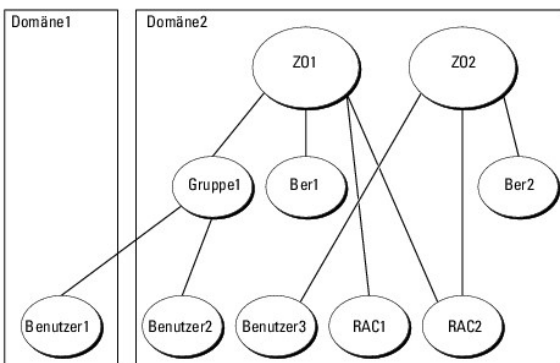 Domäne1
Domäne2
ZO1
ZO2
Gruppe1
Ber1
Ber2
Benutzer1
Benutzer2
Benutzer3
RAC1
RAC2